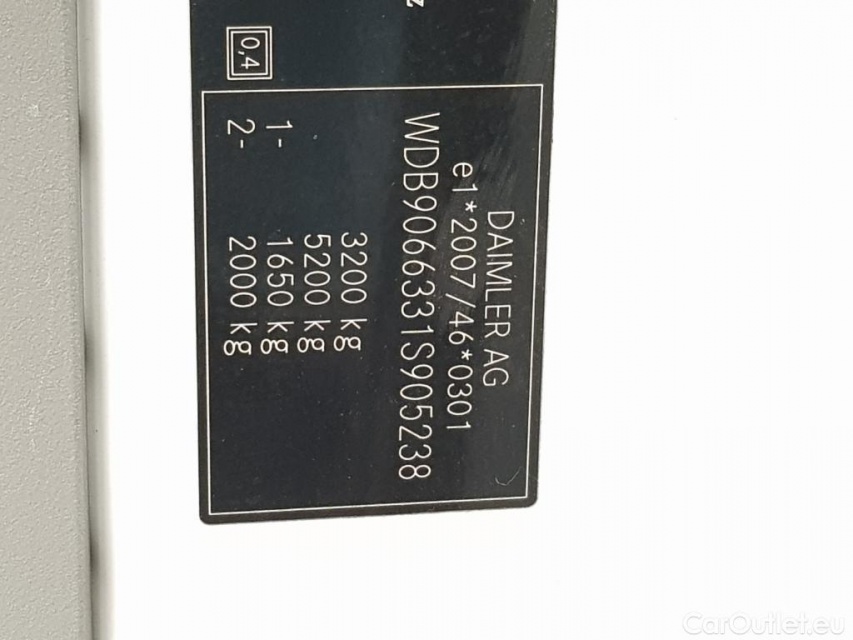 DAIMLER AG
e1*2007/46*0301
WDB9066331S905238
3200 kg
5200 kg
1- 1650 kg
2- 2000 kg
0,4
z
CarOutlet.eu